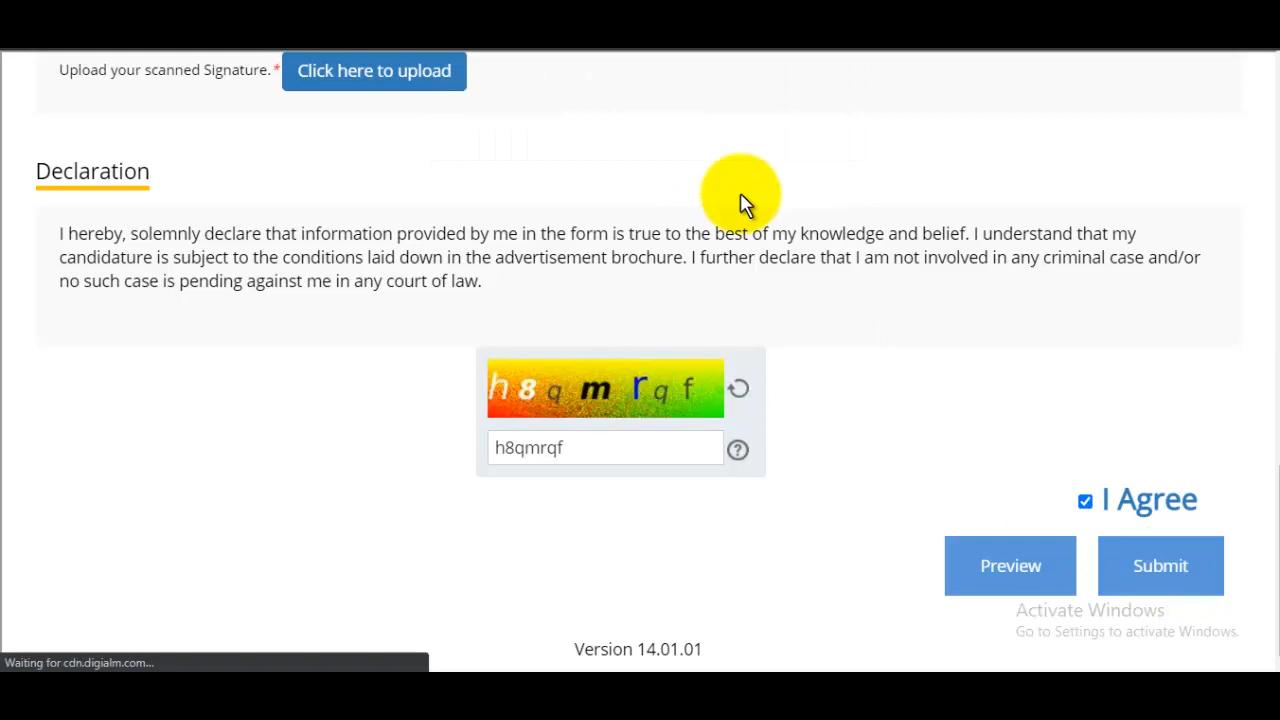 Upload your scanned Signature.* Click here to upload
Declaration
I hereby, solemnly declare that information provided by me in the form is true to the best of my knowledge and belief. I understand that my
candidature is subject to the conditions laid down in the advertisement brochure. I further declare that I am not involved in any criminal case and/or
no such case is pending against me in any court of law.
h8qmrqf
h8qmrqf
I Agree
Preview Submit
Activate Windows
Go to Settings to activate Windows.
Version 14.01.01
Waiting for cdn.digialm.com...